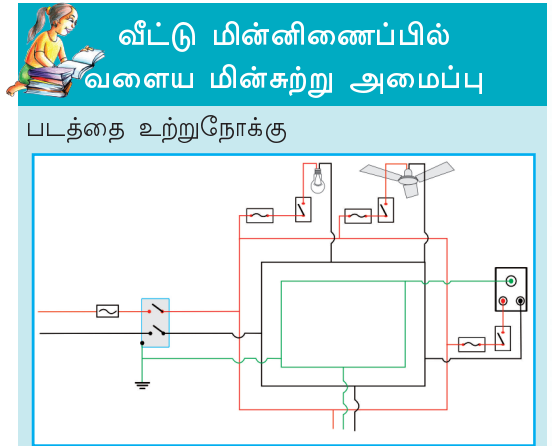 வீட்டு மின்னிணைப்பில்
வளைய மின்சுற்று அமைப்பு
படத்தை உற்றுநோக்கு